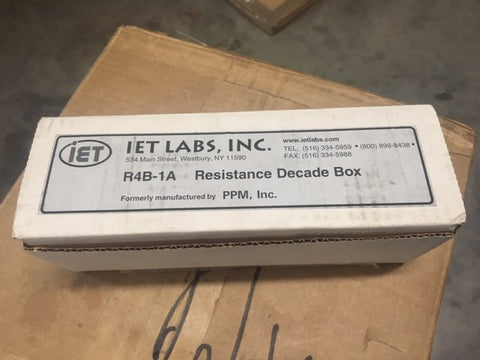 iET
IET LABS, INC.
534 Main Street, Westbury, NY 11590
www.ietlabs.com
TEL: (516) 334-5959 • (800) 899-8438 •
FAX: (516) 334-5988
R4B-1A Resistance Decade Box
Formerly manufactured by PPM, Inc.